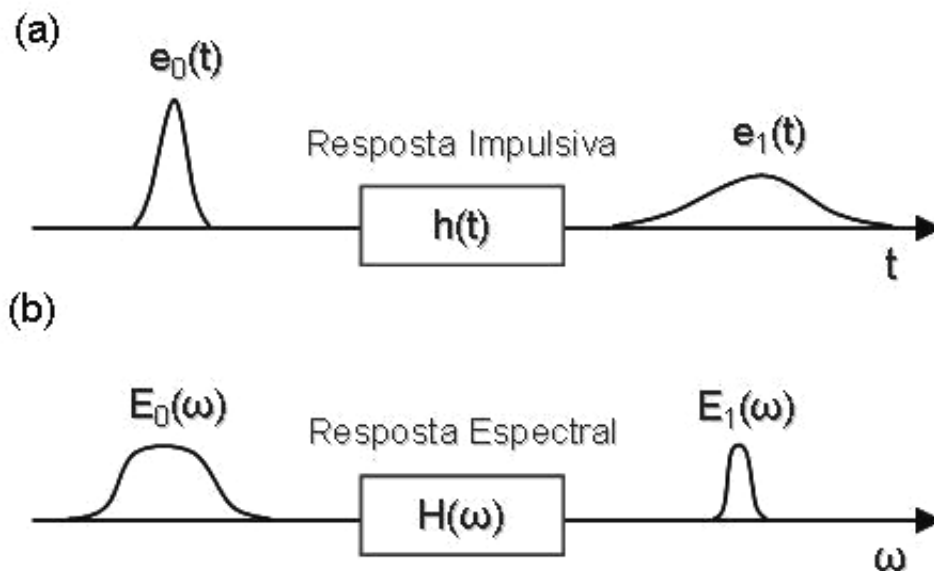 (a)
e₀(t)
Resposta Impulsiva
e₁(t)
h(t)
t
(b)
E₀(ω)
Resposta Espectral
E₁(ω)
H(ω)
ω